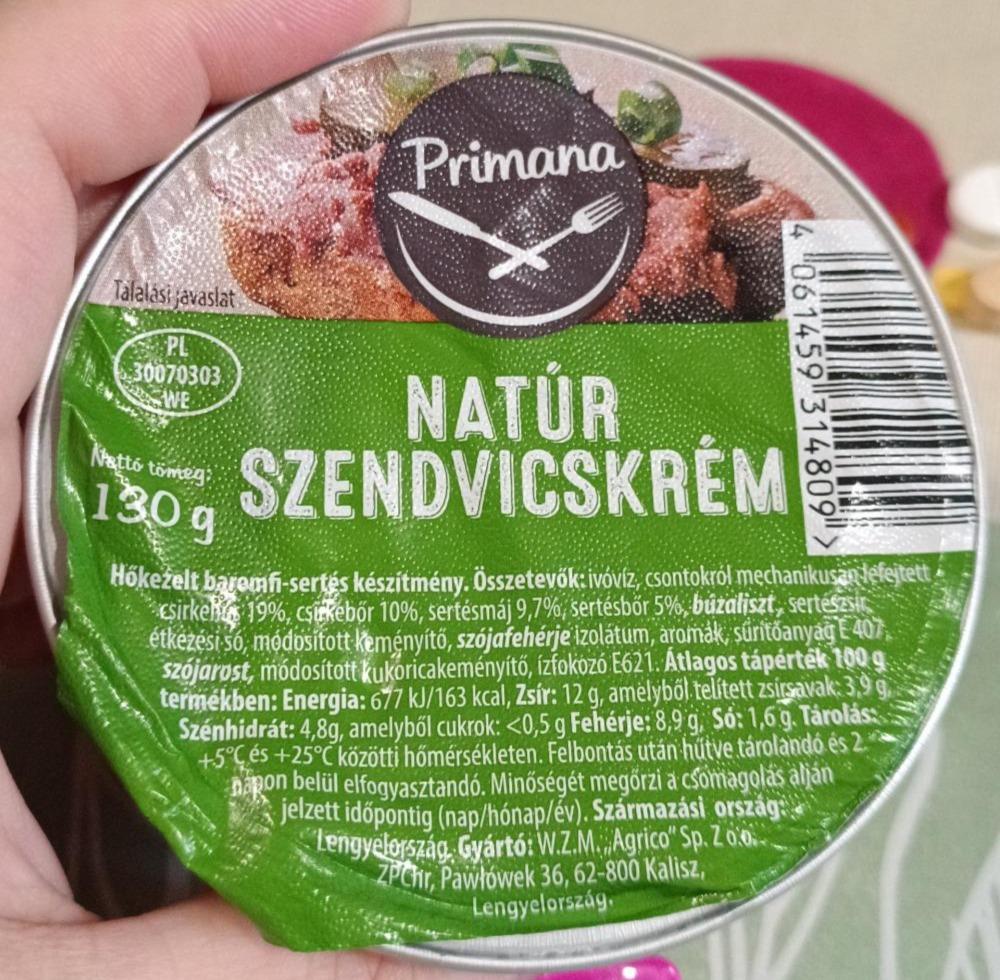 Primana
Tálalási javaslat
4 061459 314809 >
PL
30070303
WE
NATÚR
SZENDVICSKRÉM
Nettó tömeg:
130 g
Hőkezelt baromfi-sertés készítmény. Összetevők: ivóvíz, csontokról mechanikusan lefejtett
csirkehús 19%, csirkebőr 10%, sertésmáj 9,7%, sertésbőr 5%, búzaliszt, sertészsír,
étkezési só, módosított keményítő, szójafehérje izolátum, aromák, sűrítőanyag E 407,
szójarost, módosított kukoricakeményítő, ízfokozó E621. Átlagos tápérték 100 g
termékben: Energia: 677 kJ/163 kcal, Zsír: 12 g, amelyből telített zsírsavak: 3,9 g,
Szénhidrát: 4,8g, amelyből cukrok: <0,5 g Fehérje: 8,9 g, Só: 1,6 g. Tárolás:
+5°C és +25°C közötti hőmérsékleten. Felbontás után hűtve tárolandó és 2
napon belül elfogyasztandó. Minőségét megőrzi a csomagolás alján
jelzett időpontig (nap/hónap/év). Származási ország:
Lengyelország. Gyártó: W.Z.M. „Agrico" Sp. Z o.o.
ZPChr, Pawłówek 36, 62-800 Kalisz,
Lengyelország.